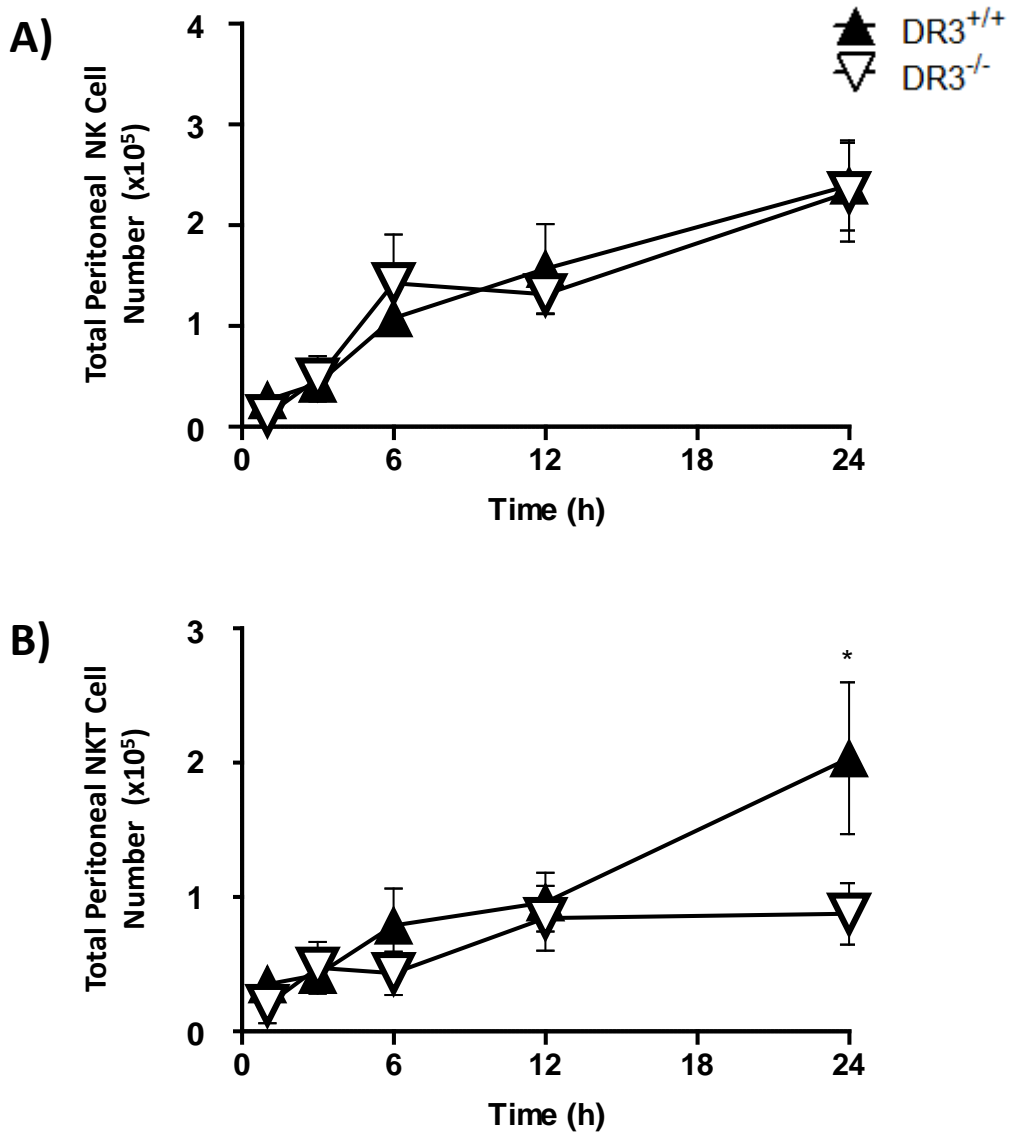 A)
DR3+/+
DR3-/-
Total Peritoneal NK Cell
Number (x10⁵)
4
3
2
1
0
0 6 12 18 24
Time (h)
B)
Total Peritoneal NKT Cell
Number (x10⁵)
3
2
1
0
*
0 6 12 18 24
Time (h)